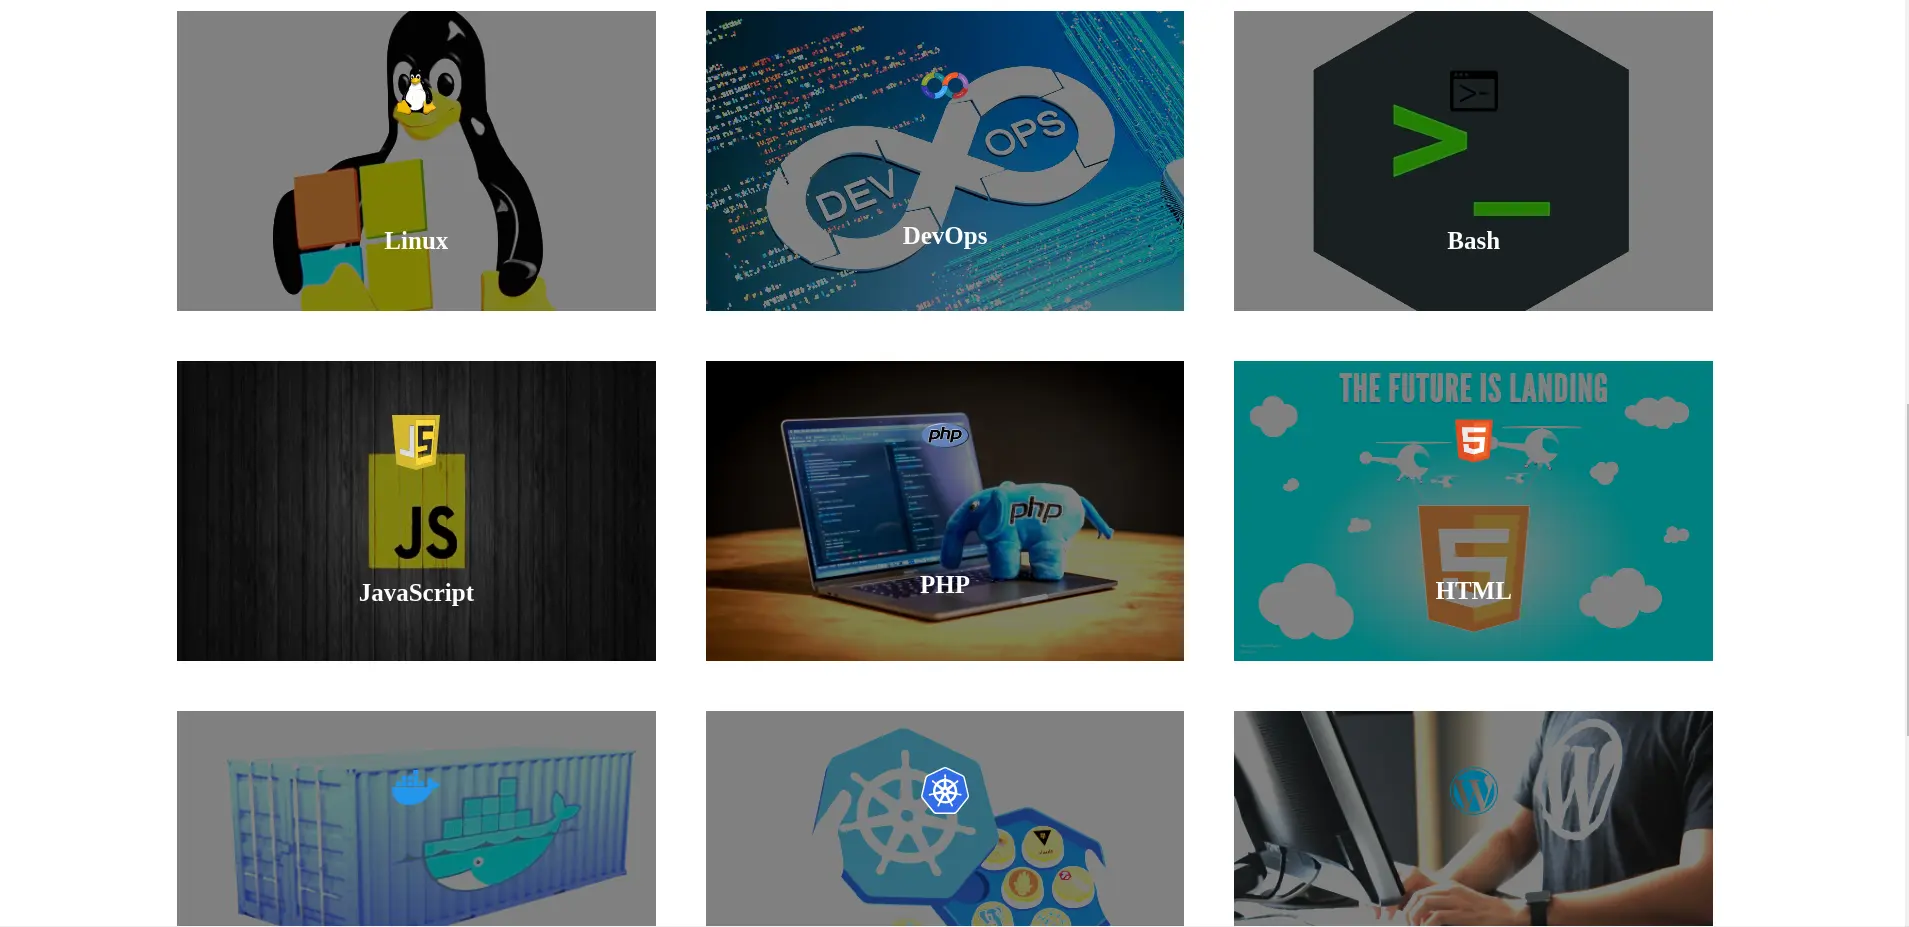 DEV OPS
Linux
DevOps
>_
Bash
THE FUTURE IS LANDING
JS
php
5
php
JS
5
JavaScript
PHP
HTML